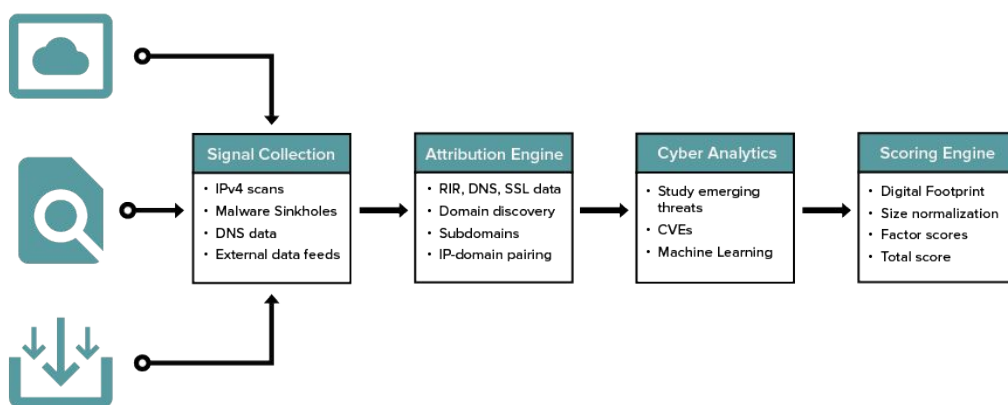 Signal Collection
• IPv4 scans
• Malware Sinkholes
• DNS data
• External data feeds
Attribution Engine
• RIR, DNS, SSL data
• Domain discovery
• Subdomains
• IP-domain pairing
Cyber Analytics
• Study emerging
threats
• CVEs
• Machine Learning
Scoring Engine
• Digital Footprint
• Size normalization
• Factor scores
• Total score